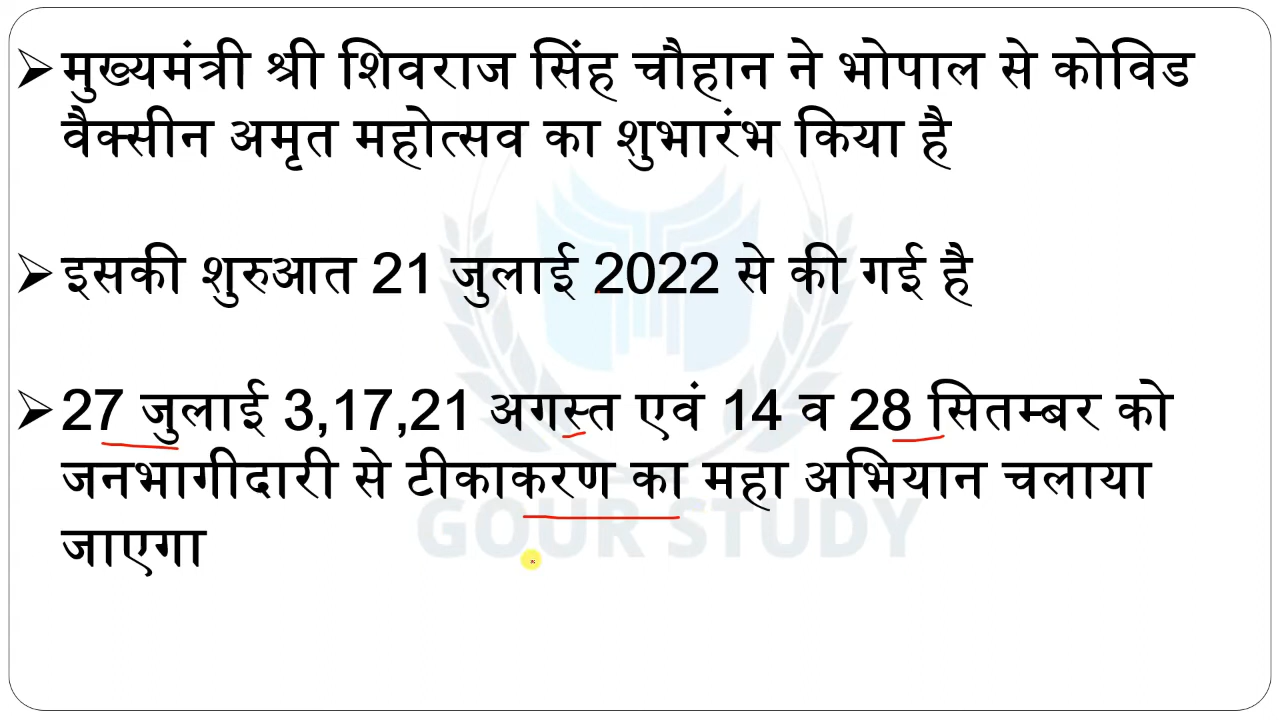 मुख्यमंत्री श्री शिवराज सिंह चौहान ने भोपाल से कोविड
वैक्सीन अमृत महोत्सव का शुभारंभ किया है
इसकी शुरुआत 21 जुलाई 2022 से की गई है
27 जुलाई 3,17,21 अगस्त एवं 14 व 28 सितम्बर को
जनभागीदारी से टीकाकरण का महा अभियान चलाया
जाएगा
GOUR STUDY